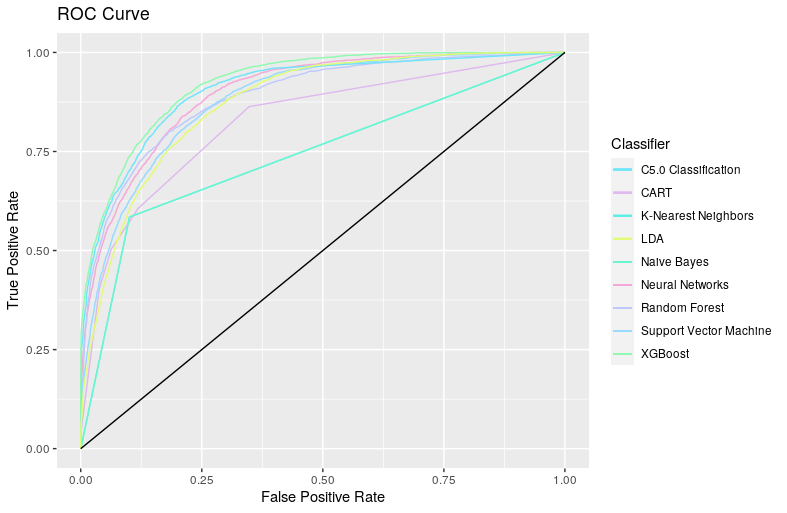 ROC Curve
1.00
0.75
0.50
0.25
0.00
True Positive Rate
0.00 0.25 0.50 0.75 1.00
False Positive Rate
Classifier
C5.0 Classification
CART
K-Nearest Neighbors
LDA
Naive Bayes
Neural Networks
Random Forest
Support Vector Machine
XGBoost